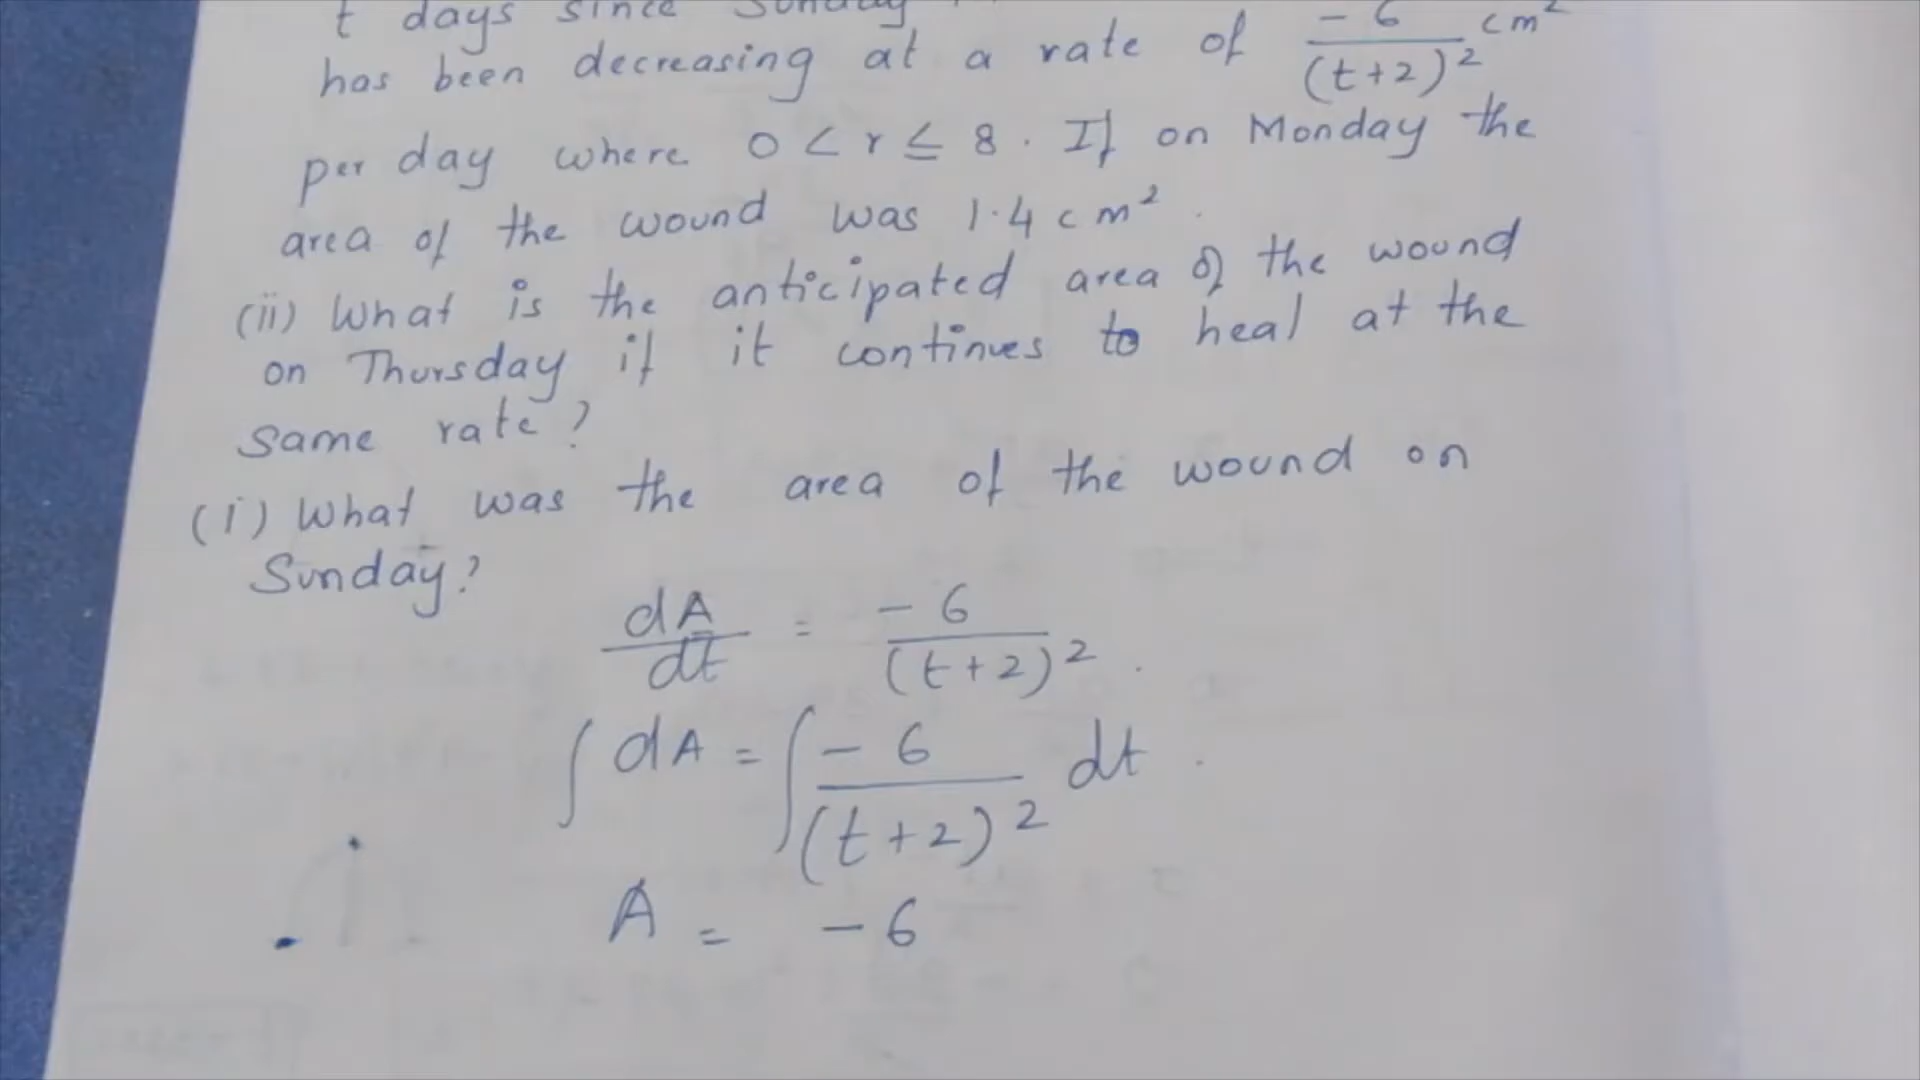 t days since Sunday
has been decreasing at a rate of -6/(t+2)² cm²
per day where 0 < r ≤ 8. If on Monday the
area of the wound was 1.4 cm².
(ii) What is the anticipated area of the wound
on Thursday if it continues to heal at the
same rate?
(i) What was the area of the wound on
Sunday?
dA/dt = -6/(t+2)².
∫ dA = ∫ -6/(t+2)² dt.
A = -6